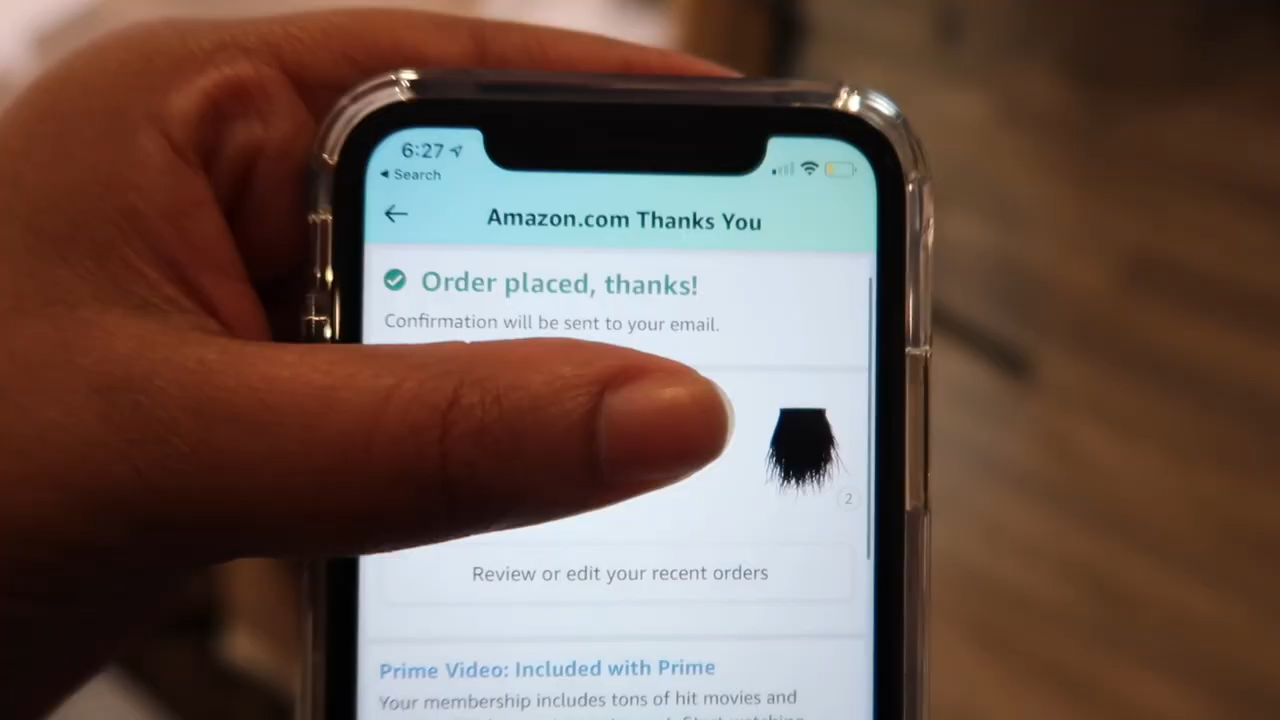 6:27
Search
Amazon.com Thanks You
Order placed, thanks!
Confirmation will be sent to your email.
2
Review or edit your recent orders
Prime Video: Included with Prime
Your membership includes tons of hit movies and